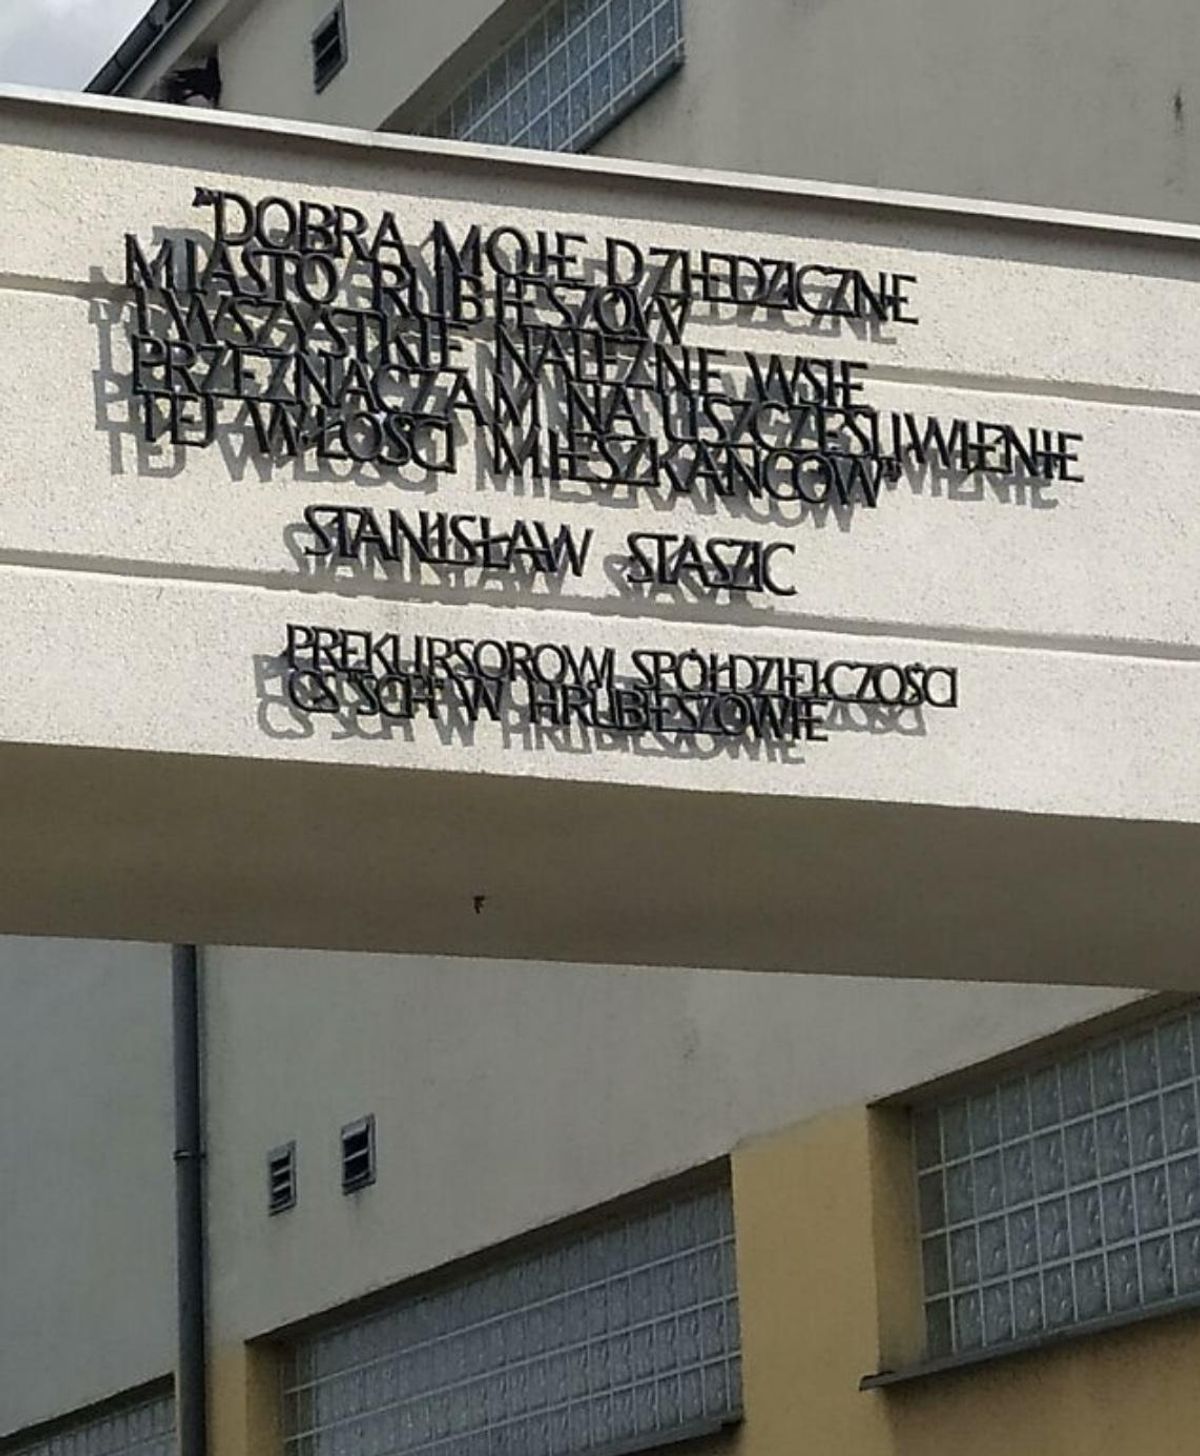 "DOBRA MOJE DZIEDZICZNE
MIASTO RUBIESZÓW
I WSZYSTKIE NALEŻNE WSIE
PRZEZNACZAM NA USZCZĘŚLIWIENIE
TEJ WŁOŚCI MIESZKAŃCÓW"
STANISŁAW STASZIC
PREKURSOROWI SPÓŁDZIELCZOŚCI
CS "SCH" W HRUBIESZOWIE